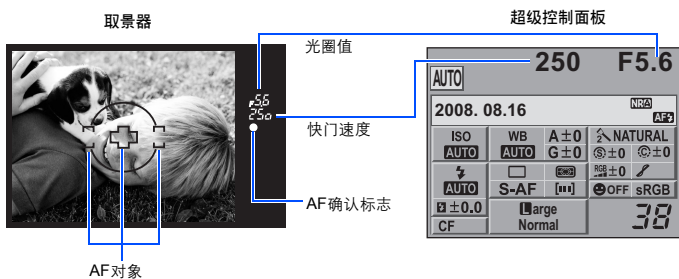 取景器
超级控制面板
光圈值
F5.6
250
快门速度
AF确认标志
AF对象
250 F5.6
AUTO
2008. 08.16
NR
AF
ISO
AUTO
WB
AUTO
A±0
G±0
NATURAL
S±0 C±0
AUTO
S-AF
RGB±0
OFF sRGB
±0.0
CF
Large
Normal
38